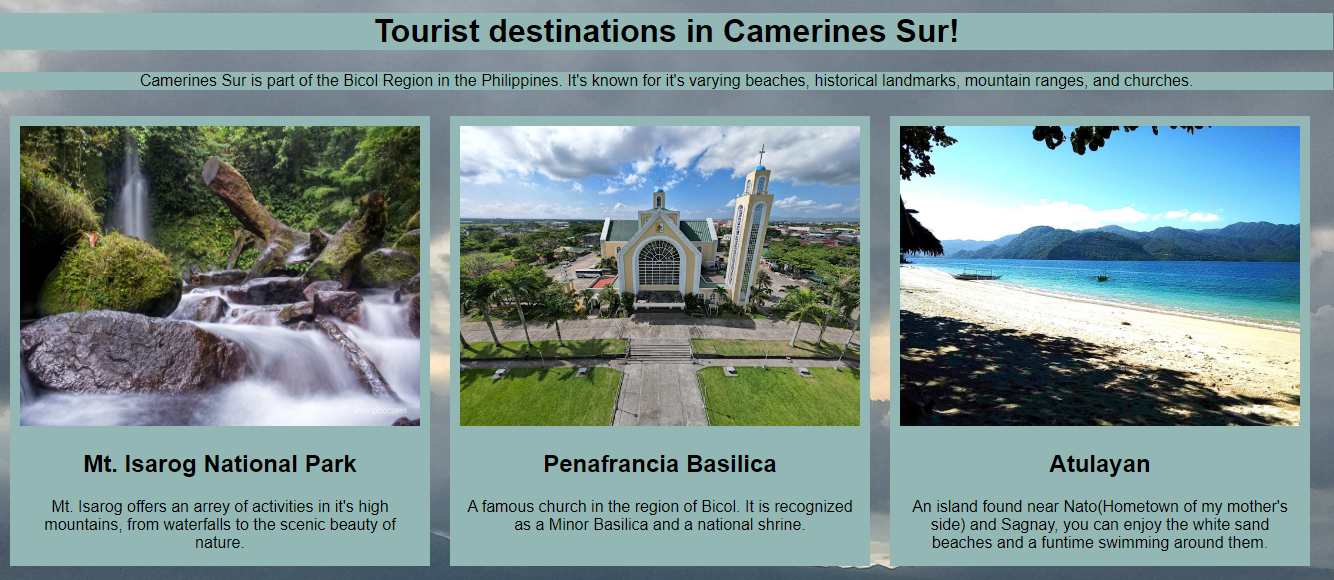 Tourist destinations in Camerines Sur!
Camerines Sur is part of the Bicol Region in the Philippines. It's known for it's varying beaches, historical landmarks, mountain ranges, and churches.
Mt. Isarog National Park
Mt. Isarog offers an arrey of activities in it's high
mountains, from waterfalls to the scenic beauty of
nature.
Penafrancia Basilica
A famous church in the region of Bicol. It is recognized
as a Minor Basilica and a national shrine.
Atulayan
An island found near Nato(Hometown of my mother's
side) and Sagnay, you can enjoy the white sand
beaches and a funtime swimming around them.